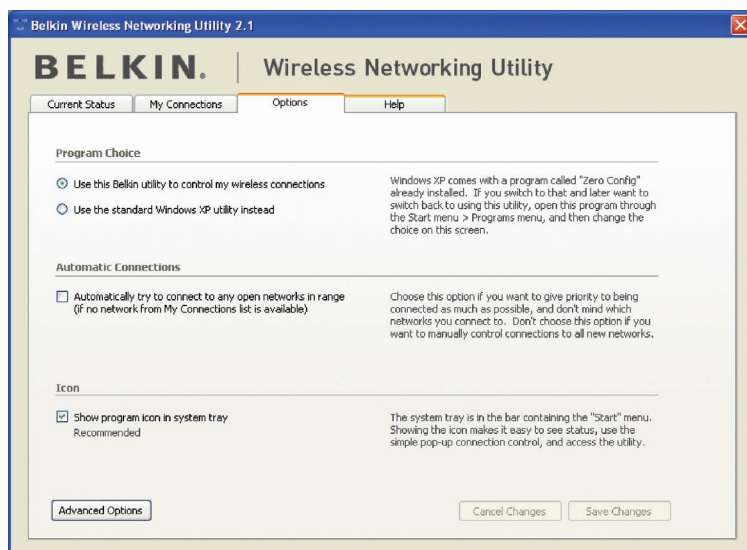 Belkin Wireless Networking Utility 2.1
BELKIN. | Wireless Networking Utility
Current Status My Connections Options Help
Program Choice
Use this Belkin utility to control my wireless connections
Use the standard Windows XP utility instead
Windows XP comes with a program called "Zero Config"
already installed. If you switch to that and later want to
switch back to using this utility, open this program through
the Start menu > Programs menu, and then change the
choice on this screen.
Automatic Connections
Automatically try to connect to any open networks in range
(if no network from My Connections list is available)
Choose this option if you want to give priority to being
connected as much as possible, and don't mind which
networks you connect to. Don't choose this option if you
want to manually control connections to all new networks.
Icon
Show program icon in system tray
Recommended
The system tray is in the bar containing the "Start" menu.
Showing the icon makes it easy to see status, use the
simple pop-up connection control, and access the utility.
Advanced Options Cancel Changes Save Changes